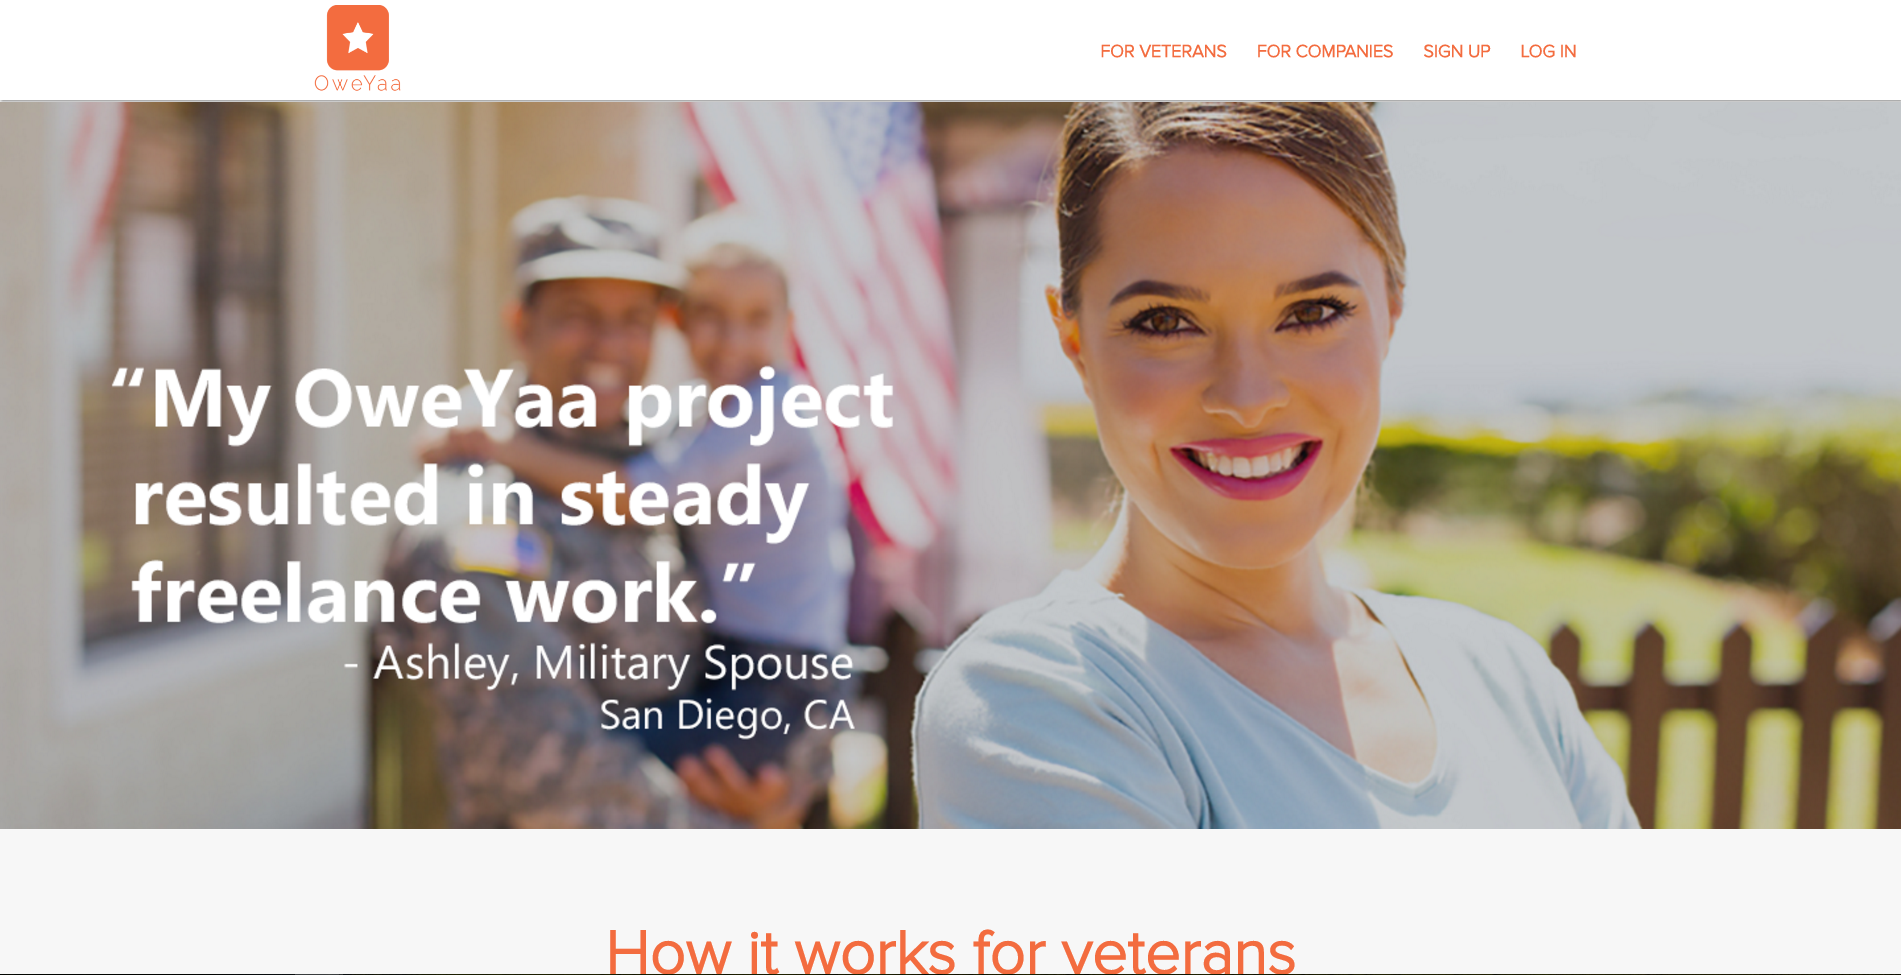 OweYaa
FOR VETERANS
FOR COMPANIES
SIGN UP
LOG IN
“My OweYaa project
resulted in steady
freelance work.”
- Ashley, Military Spouse
San Diego, CA
How it works for veterans